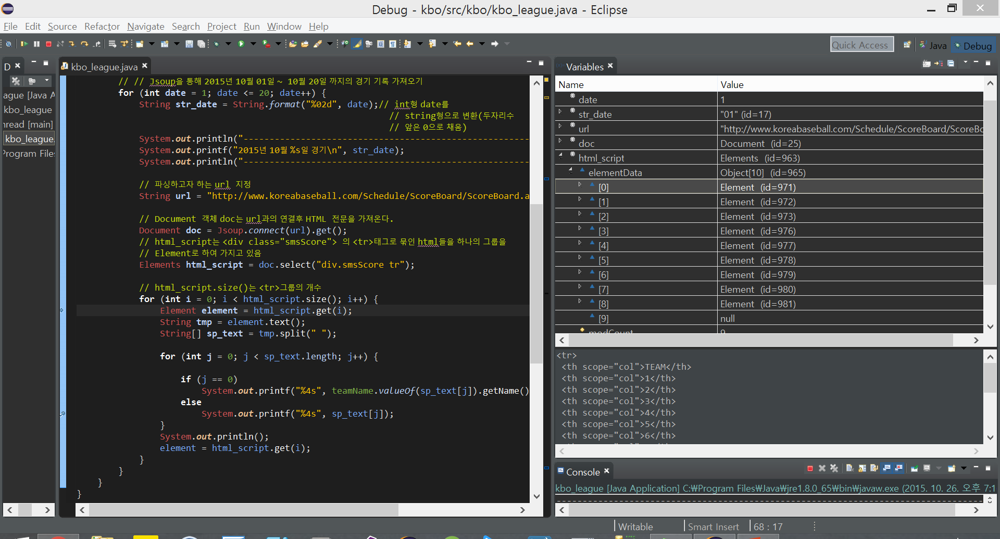 Debug - kbo/src/kbo/kbo_league.java - Eclipse
File Edit Source Refactor Navigate Search Project Run Window Help
Quick Access
Java
Debug
D
ague [Java A
kbo_league
hread [main]
kbo_league.
Program File
kbo_league.java
// // Jsoup을 통해 2015년 10월 01일 ~ 10월 20일 까지의 경기 기록 가져오기
for (int date = 1; date <= 20; date++) {
String str_date = String.format("%02d", date);// int형 date를
// string형으로 변환(두자리수
// 앞은 0으로 채움)
System.out.println("-------------------------------------------------------
System.out.printf("2015년 10월 %s일 경기\n", str_date);
System.out.println("-------------------------------------------------------
// 파싱하고자 하는 url 지정
String url = "http://www.koreabaseball.com/Schedule/ScoreBoard/ScoreBoard.a
// Document 객체 doc는 url과의 연결후 HTML 전문을 가져온다.
Document doc = Jsoup.connect(url).get();
// html_script는 <div class="smsScore"> 의 <tr>태그로 묶인 html들을 하나의 그룹을
// Element로 하여 가지고 있음
Elements html_script = doc.select("div.smsScore tr");
// html_script.size()는 <tr>그룹의 개수
for (int i = 0; i < html_script.size(); i++) {
Element element = html_script.get(i);
String tmp = element.text();
String[] sp_text = tmp.split(" ");
for (int j = 0; j < sp_text.length; j++) {
if (j == 0)
System.out.printf("%4s", teamName.valueOf(sp_text[j]).getName()
else
System.out.printf("%4s", sp_text[j]);
}
System.out.println();
element = html_script.get(i);
}
}
}
}
Variables
Name Value
date 1
str_date "01" (id=17)
url "http://www.koreabaseball.com/Schedule/ScoreBoard/ScoreBo
doc Document (id=25)
html_script Elements (id=963)
elementData Object[10] (id=965)
[0] Element (id=971)
[1] Element (id=972)
[2] Element (id=973)
[3] Element (id=976)
[4] Element (id=977)
[5] Element (id=978)
[6] Element (id=979)
[7] Element (id=980)
[8] Element (id=981)
[9] null
modCount 9
<tr>
<th scope="col">TEAM</th>
<th scope="col">1</th>
<th scope="col">2</th>
<th scope="col">3</th>
<th scope="col">4</th>
<th scope="col">5</th>
<th scope="col">6</th>
Console
kbo_league [Java Application] C:₩Program Files₩Java₩jre1.8.0_65₩bin₩javaw.exe (2015. 10. 26. 오후 7:1
--------------------------------------------------------------------------------
Writable Smart Insert 68 : 17